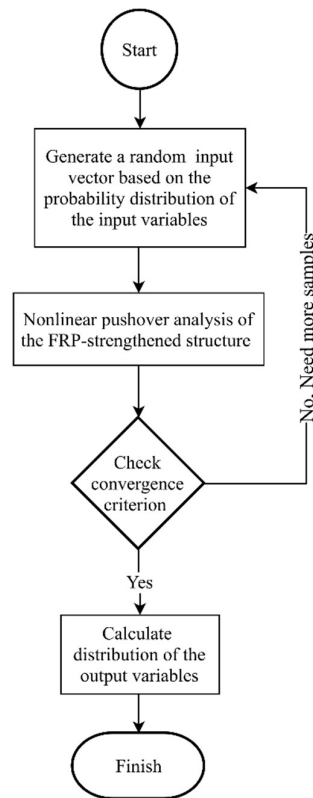 Start
Generate a random input
vector based on the
probability distribution of
the input variables
Nonlinear pushover analysis of
the FRP-strengthened structure
Check
convergence
criterion
No. Need more samples
Yes
Calculate
distribution of the
output variables
Finish